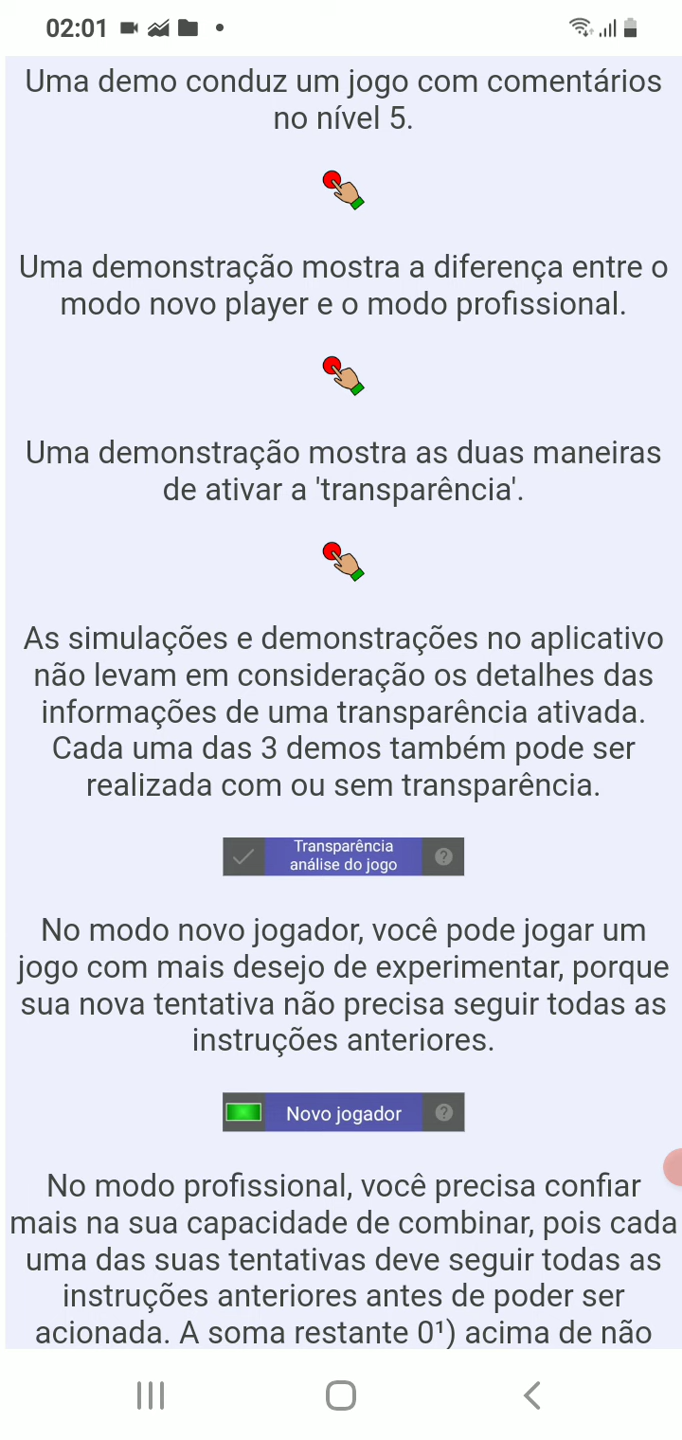 02:01
Uma demo conduz um jogo com comentários
no nível 5.
Uma demonstração mostra a diferença entre o
modo novo player e o modo profissional.
Uma demonstração mostra as duas maneiras
de ativar a 'transparência'.
As simulações e demonstrações no aplicativo
não levam em consideração os detalhes das
informações de uma transparência ativada.
Cada uma das 3 demos também pode ser
realizada com ou sem transparência.
Transparência
análise do jogo
No modo novo jogador, você pode jogar um
jogo com mais desejo de experimentar, porque
sua nova tentativa não precisa seguir todas as
instruções anteriores.
Novo jogador
No modo profissional, você precisa confiar
mais na sua capacidade de combinar, pois cada
uma das suas tentativas deve seguir todas as
instruções anteriores antes de poder ser
acionada. A soma restante 0¹) acima de não